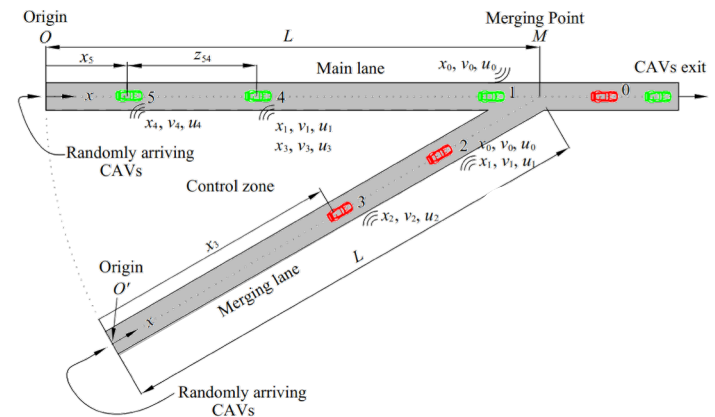 Origin
O
L
Merging Point
M
x5
z54
Main lane
x0, v0, u0
CAVs exit
x
5
4
1
0
x4, v4, u4
x1, v1, u1
x3, v3, u3
Randomly arriving
CAVs
Control zone
2
x0, v0, u0
x1, v1, u1
3
x2, v2, u2
x3
L
Origin
O'
x
Merging lane
Randomly arriving
CAVs